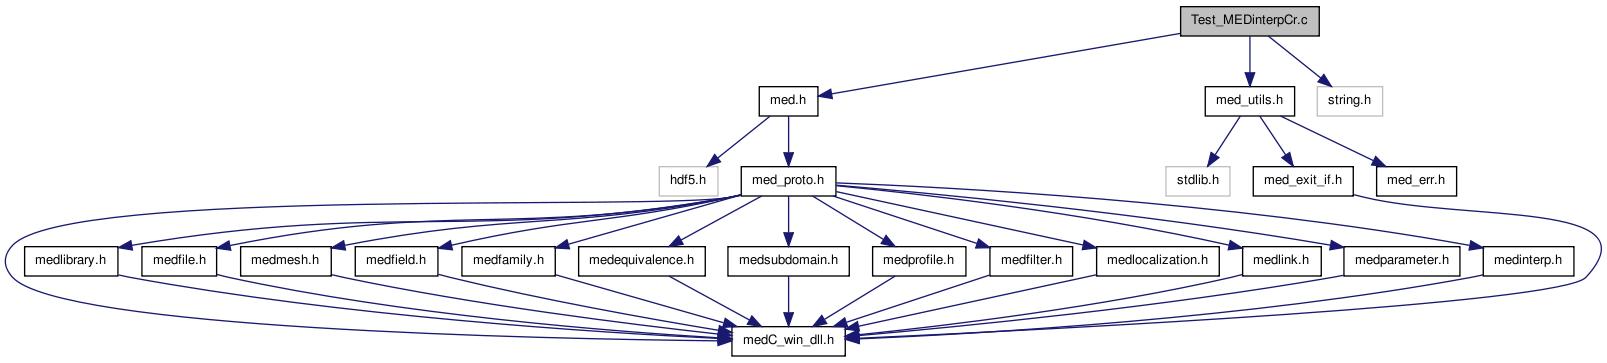 Test_MEDinterpCr.c
med.h
med_utils.h
string.h
hdf5.h
med_proto.h
stdlib.h
med_exit_if.h
med_err.h
medlibrary.h
medfile.h
medmesh.h
medfield.h
medfamily.h
medequivalence.h
medsubdomain.h
medprofile.h
medfilter.h
medlocalization.h
medlink.h
medparameter.h
medinterp.h
medC_win_dll.h